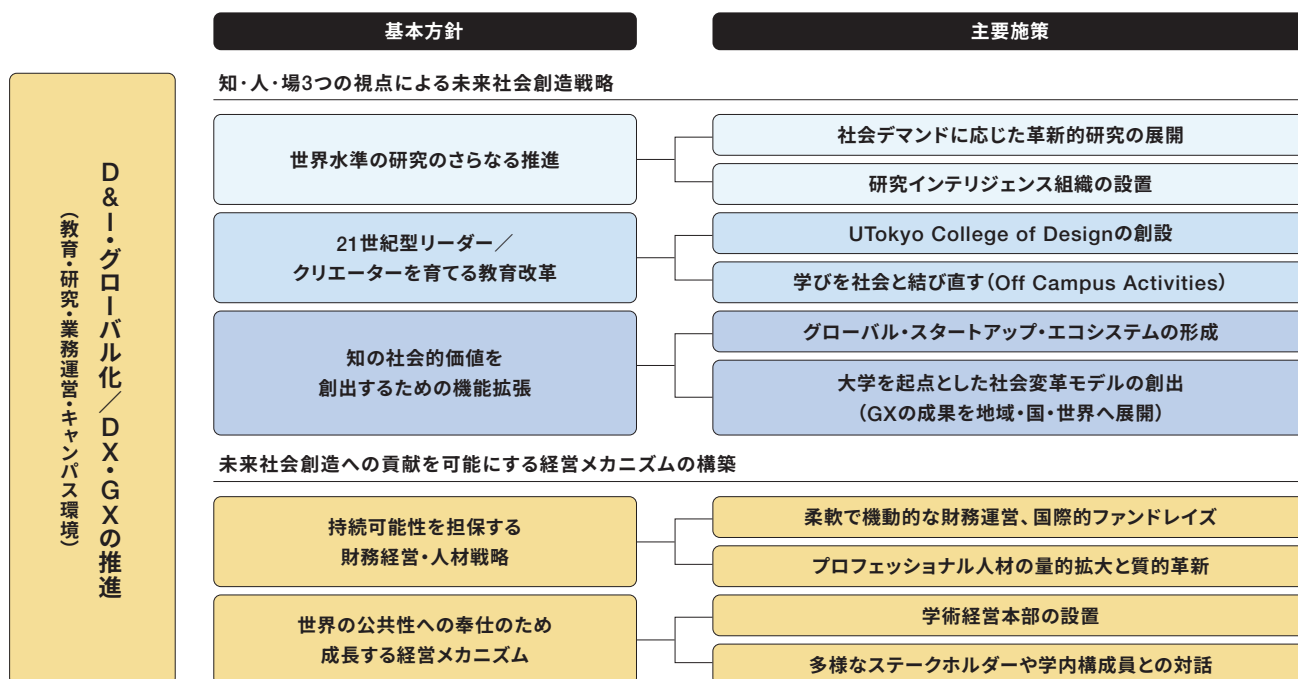 基本方針
主要施策
D&I・グローバル化／DX・GXの推進
（教育・研究・業務運営・キャンパス環境）
知・人・場3つの視点による未来社会創造戦略
世界水準の研究のさらなる推進
社会デマンドに応じた革新的研究の展開
研究インテリジェンス組織の設置
21世紀型リーダー／
クリエーターを育てる教育改革
UTokyo College of Designの創設
学びを社会と結び直す（Off Campus Activities）
知の社会的価値を
創出するための機能拡張
グローバル・スタートアップ・エコシステムの形成
大学を起点とした社会変革モデルの創出
（GXの成果を地域・国・世界へ展開）
未来社会創造への貢献を可能にする経営メカニズムの構築
持続可能性を担保する
財務経営・人材戦略
柔軟で機動的な財務運営、国際的ファンドレイズ
プロフェッショナル人材の量的拡大と質的革新
世界の公共性への奉仕のため
成長する経営メカニズム
学術経営本部の設置
多様なステークホルダーや学内構成員との対話